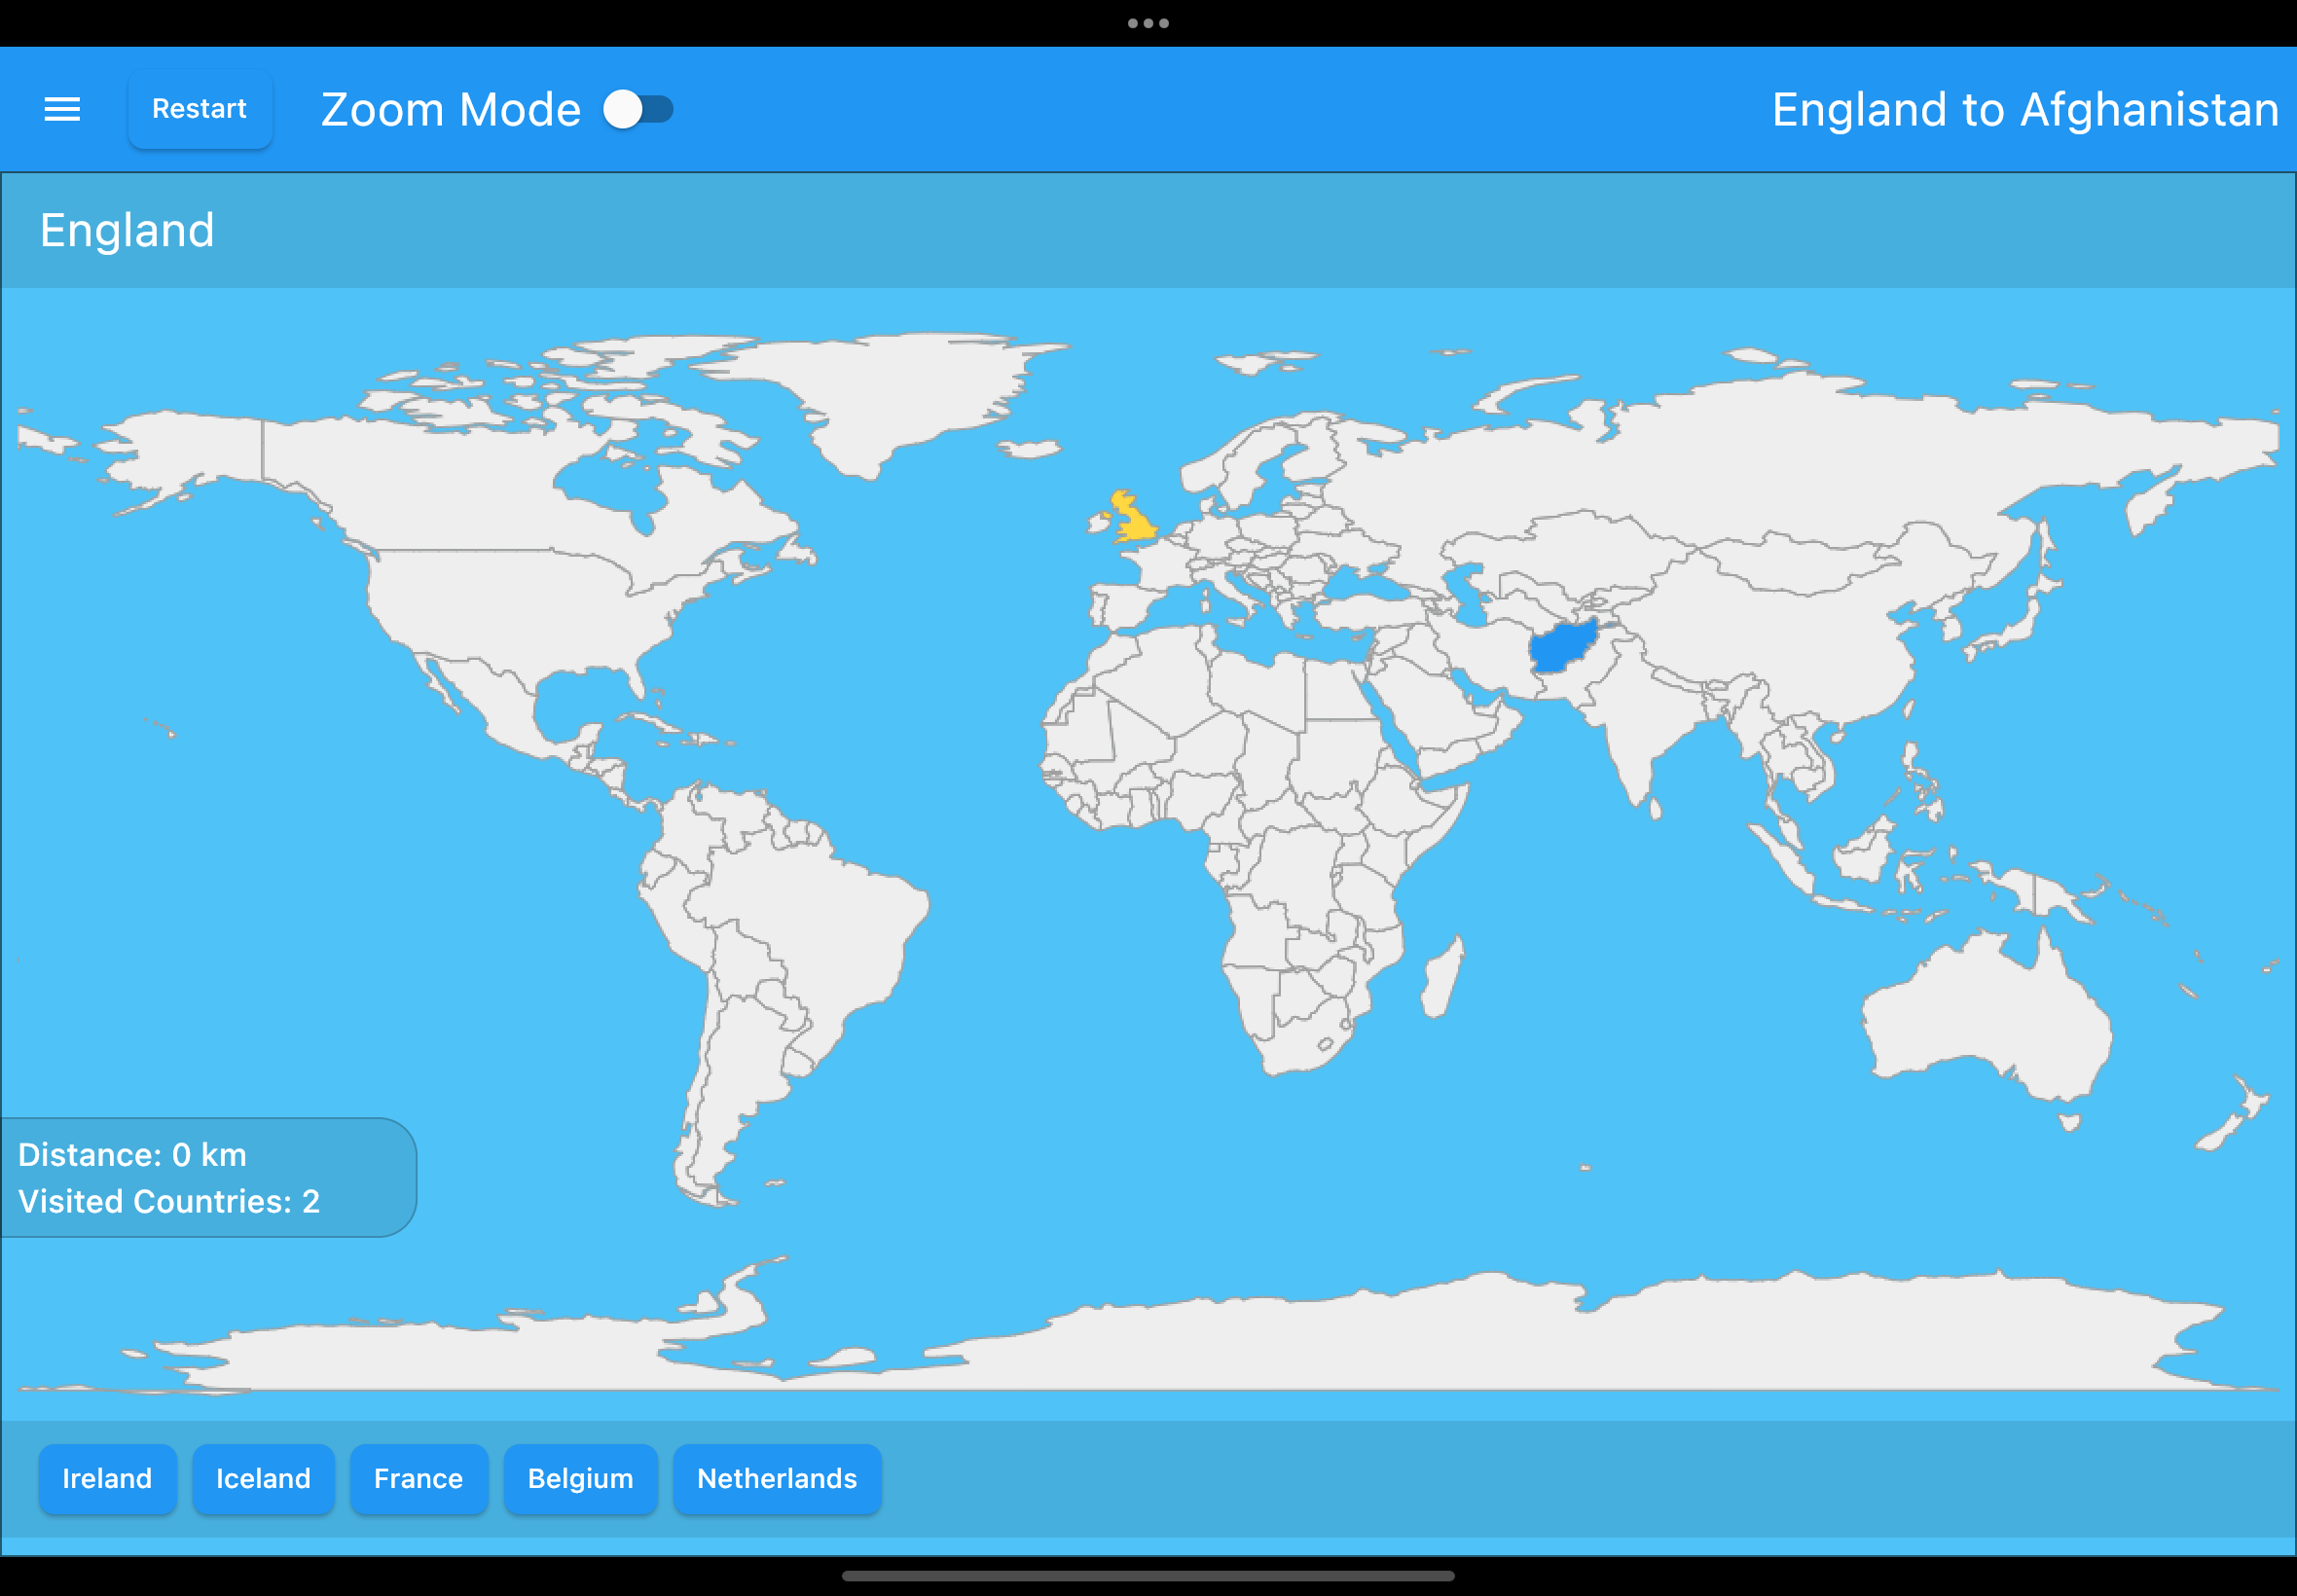 Restart
Zoom Mode
England to Afghanistan
England
Distance: 0 km
Visited Countries: 2
Ireland
Iceland
France
Belgium
Netherlands